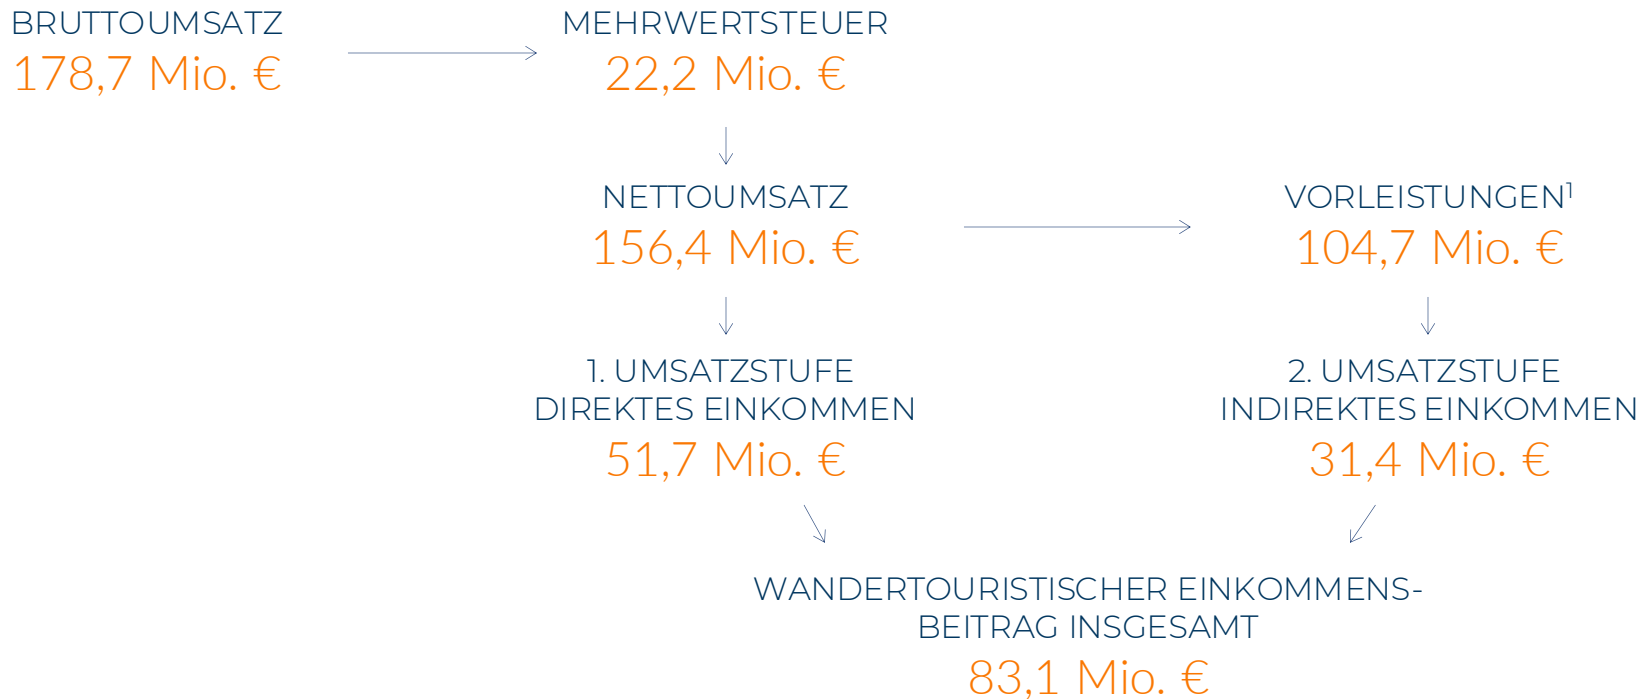 BRUTTOUMSATZ
178,7 Mio. €
MEHRWERTSTEUER
22,2 Mio. €
NETTOUMSATZ
156,4 Mio. €
VORLEISTUNGEN¹
104,7 Mio. €
1. UMSATZSTUFE
DIREKTES EINKOMMEN
51,7 Mio. €
2. UMSATZSTUFE
INDIREKTES EINKOMMEN
31,4 Mio. €
WANDERTOURISTISCHER EINKOMMENS-
BEITRAG INSGESAMT
83,1 Mio. €